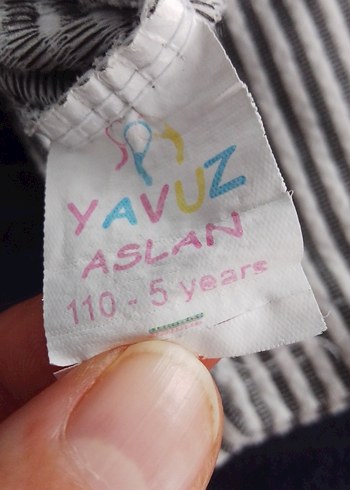 YAVUZ
ASLAN
110 - 5 years